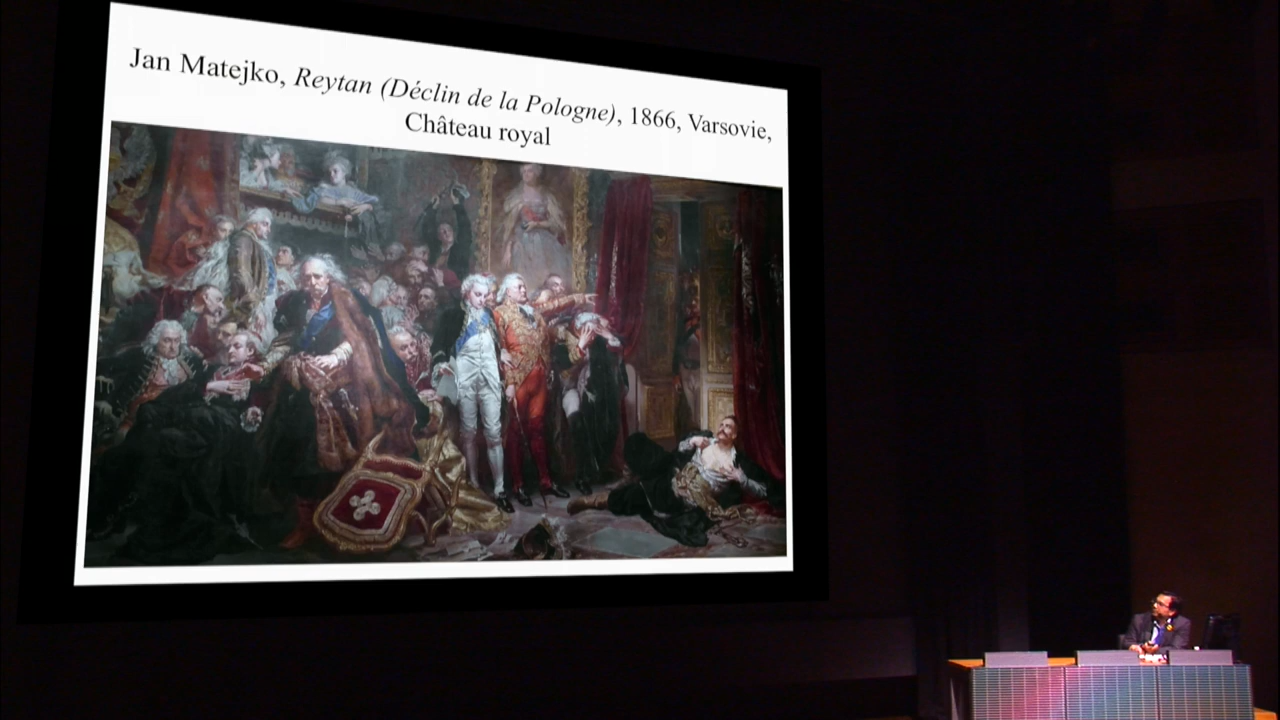 Jan Matejko, Reytan (Déclin de la Pologne), 1866, Varsovie,
Château royal